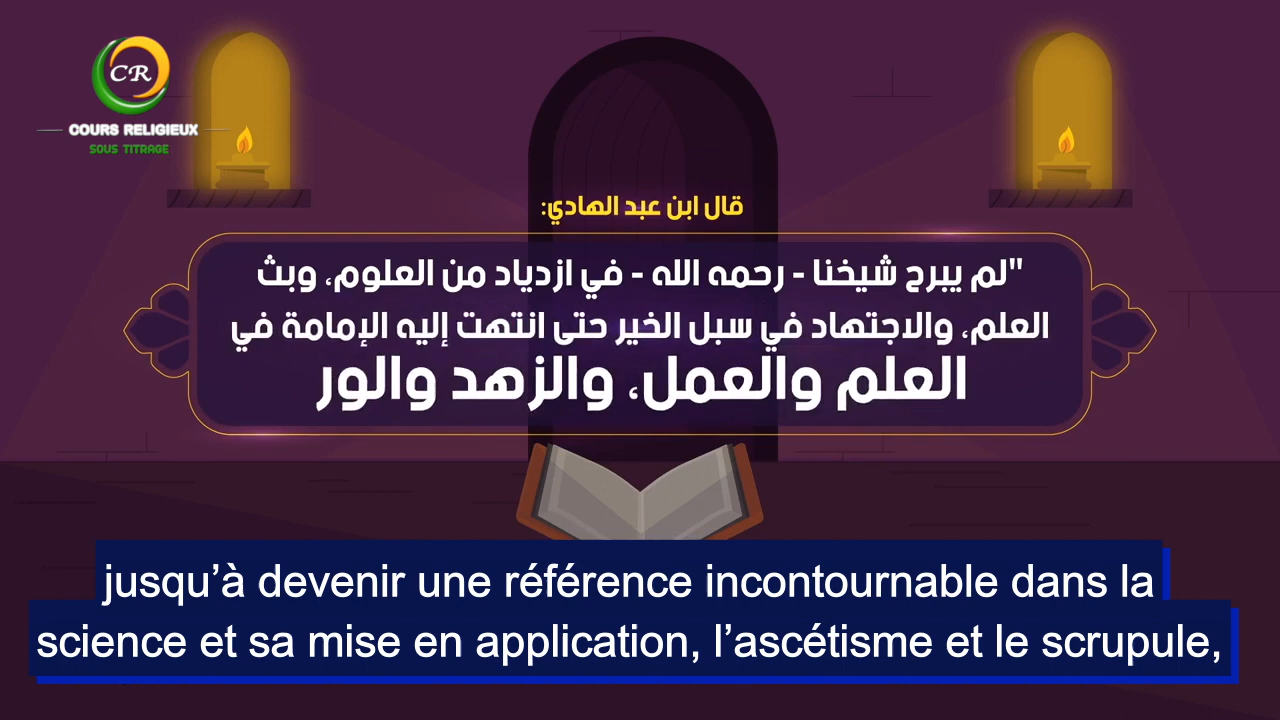 CR
COURS RELIGIEUX
SOUS TITRAGE
قال ابن عبد الهادي:
"لم يبرح شيخنا - رحمه الله - في ازدياد من العلوم، وبث
العلم، والاجتهاد في سبل الخير حتى انتهت إليه الإمامة في
العلم والعمل، والزهد والور
jusqu’à devenir une référence incontournable dans la
science et sa mise en application, l’ascétisme et le scrupule,